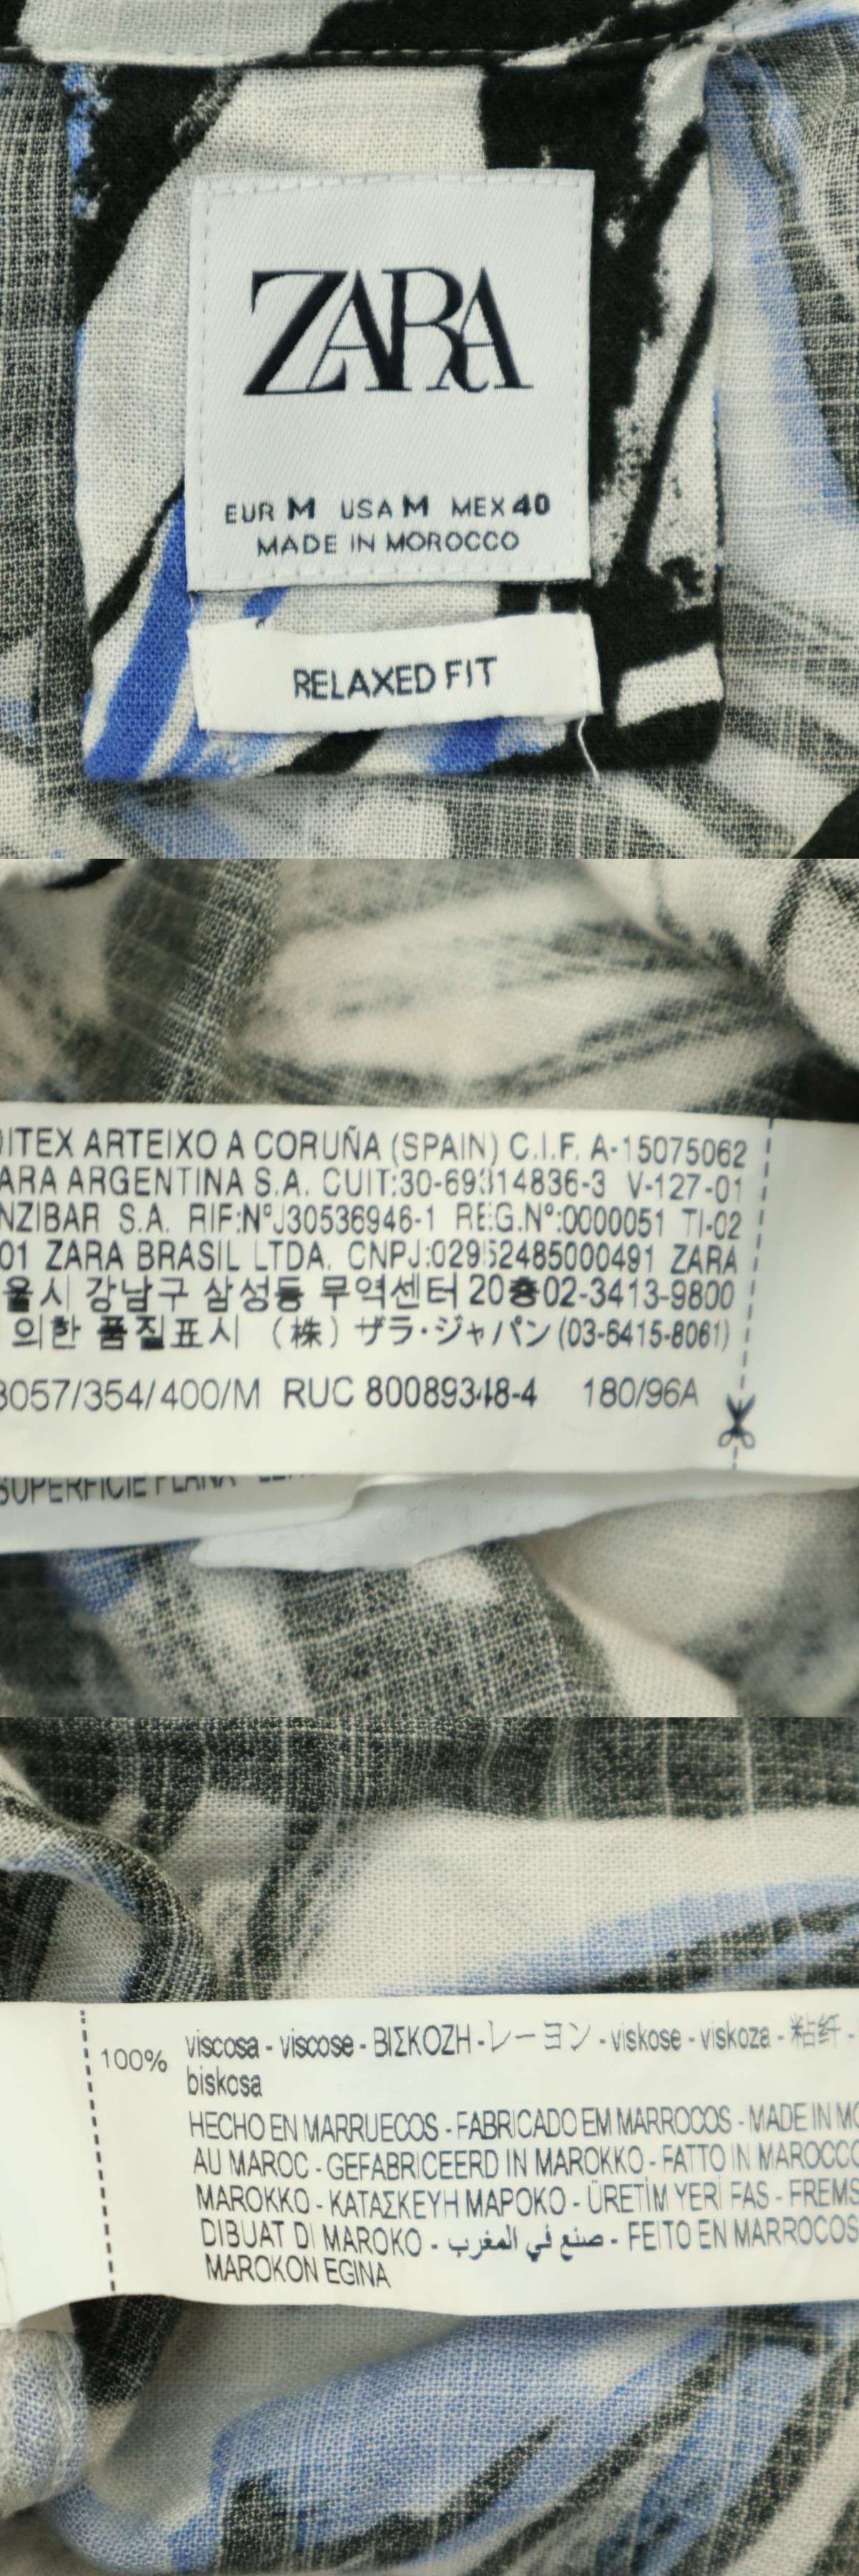 ZARA
EUR M USA M MEX 40
MADE IN MOROCCO
RELAXED FIT
ITEX ARTEIXO A CORUÑA (SPAIN) C.I.F. A-15075062
ARA ARGENTINA S.A. CUIT:30-69314836-3 V-127-01
NZIBAR S.A. RIF:NºJ30536946-1 REG.Nº:0000051 TI-02
01 ZARA BRASIL LTDA. CNPJ:02952485000491 ZARA
울시 강남구 삼성동 무역센터 20층02-3413-9800
의한 품질표시 (株) ザラ・ジャパン (03-6415-8061)
3057/354/400/M RUC 80089348-4 180/96A
SUPERFICIE PLANA
100% viscosa - viscose - ΒΙΣΚΟΖΗ - レーヨン - viskose - viskoza - 粘纤 -
biskosa
HECHO EN MARRUECOS - FABRICADO EM MARROCOS - MADE IN MO
AU MAROC - GEFABRICEERD IN MAROKKO - FATTO IN MAROCCO
MAROKKO - ΚΑΤΑΣΚΕΥΗ ΜΑΡΟΚΟ - ÜRETİM YERİ FAS - FREMS
DIBUAT DI MAROKO - صنع في المغرب - FEITO EN MARROCOS
MAROKON EGINA